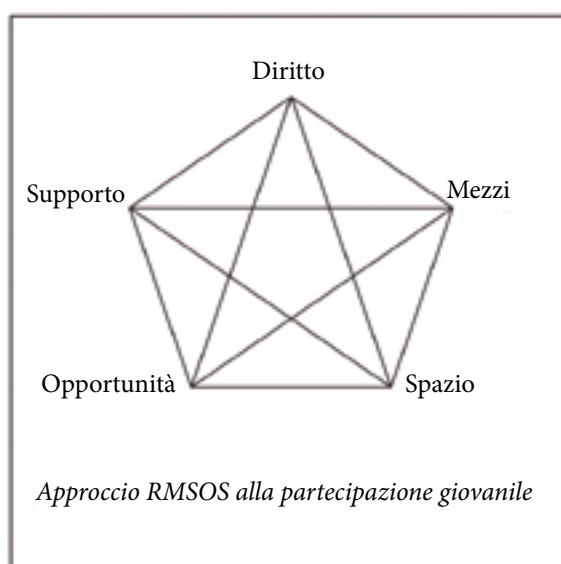 Diritto
Supporto
Mezzi
Opportunità
Spazio
Approccio RMSOS alla partecipazione giovanile